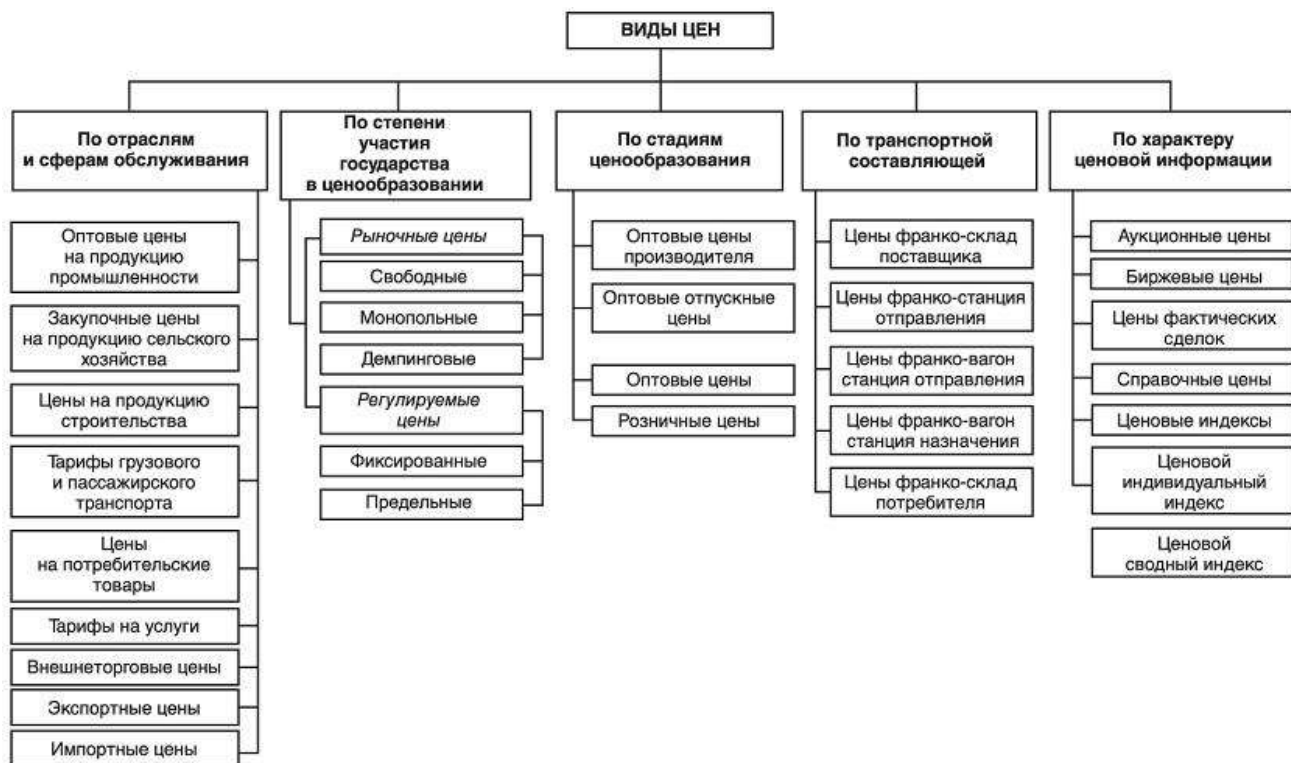 ВИДЫ ЦЕН
По отраслям
и сферам обслуживания
Оптовые цены
на продукцию
промышленности
Закупочные цены
на продукцию сельского
хозяйства
Цены на продукцию
строительства
Тарифы грузового
и пассажирского
транспорта
Цены
на потребительские
товары
Тарифы на услуги
Внешнеторговые цены
Экспортные цены
Импортные цены
По степени
участия
государства
в ценообразовании
Рыночные цены
Свободные
Монопольные
Демпинговые
Регулируемые
цены
Фиксированные
Предельные
По стадиям
ценообразования
Оптовые цены
производителя
Оптовые отпускные
цены
Оптовые цены
Розничные цены
По транспортной
составляющей
Цены франко-склад
поставщика
Цены франко-станция
отправления
Цены франко-вагон
станция отправления
Цены франко-вагон
станция назначения
Цены франко-склад
потребителя
По характеру
ценовой информации
Аукционные цены
Биржевые цены
Цены фактических
сделок
Справочные цены
Ценовые индексы
Ценовой
индивидуальный
индекс
Ценовой
сводный индекс